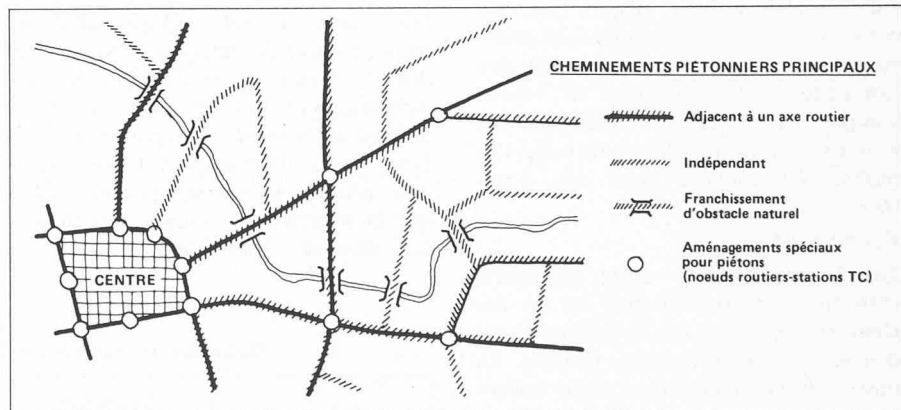 CHEMINEMENTS PIÉTONNIERS PRINCIPAUX
Adjacent à un axe routier
Indépendant
Franchissement
d'obstacle naturel
Aménagements spéciaux
pour piétons
(noeuds routiers-stations TC)
CENTRE